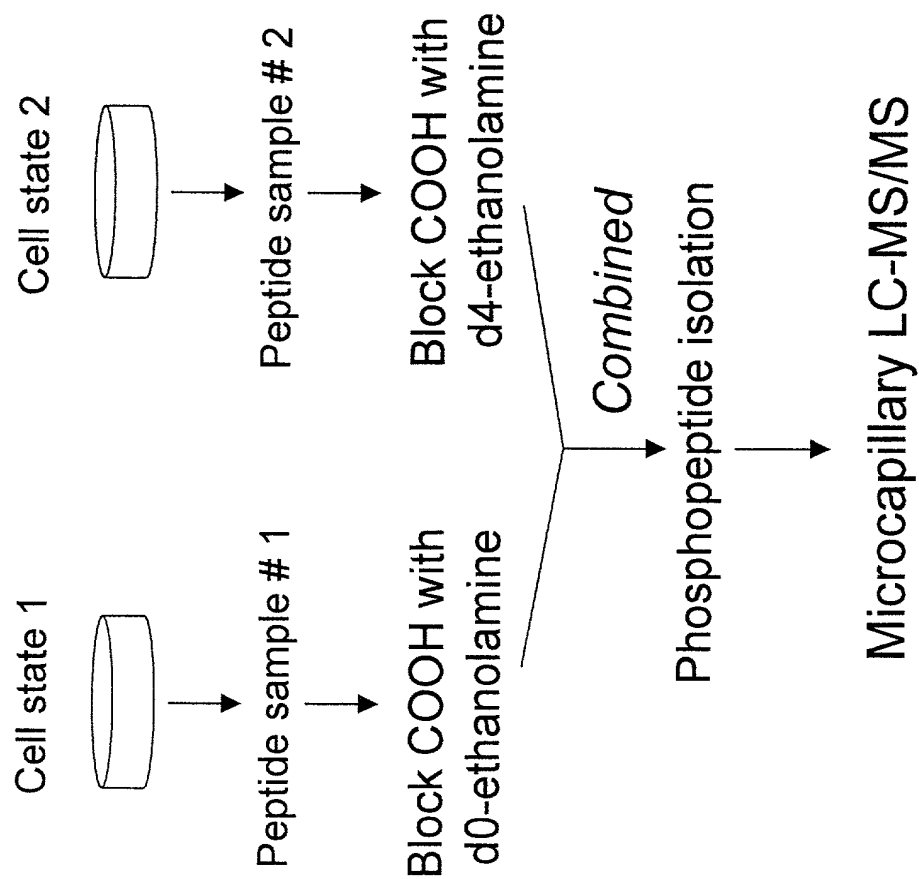 Cell state 1
Cell state 2
Peptide sample # 1
Peptide sample # 2
Block COOH with
d0-ethanolamine
Block COOH with
d4-ethanolamine
Combined
Phosphopeptide isolation
Microcapillary LC-MS/MS